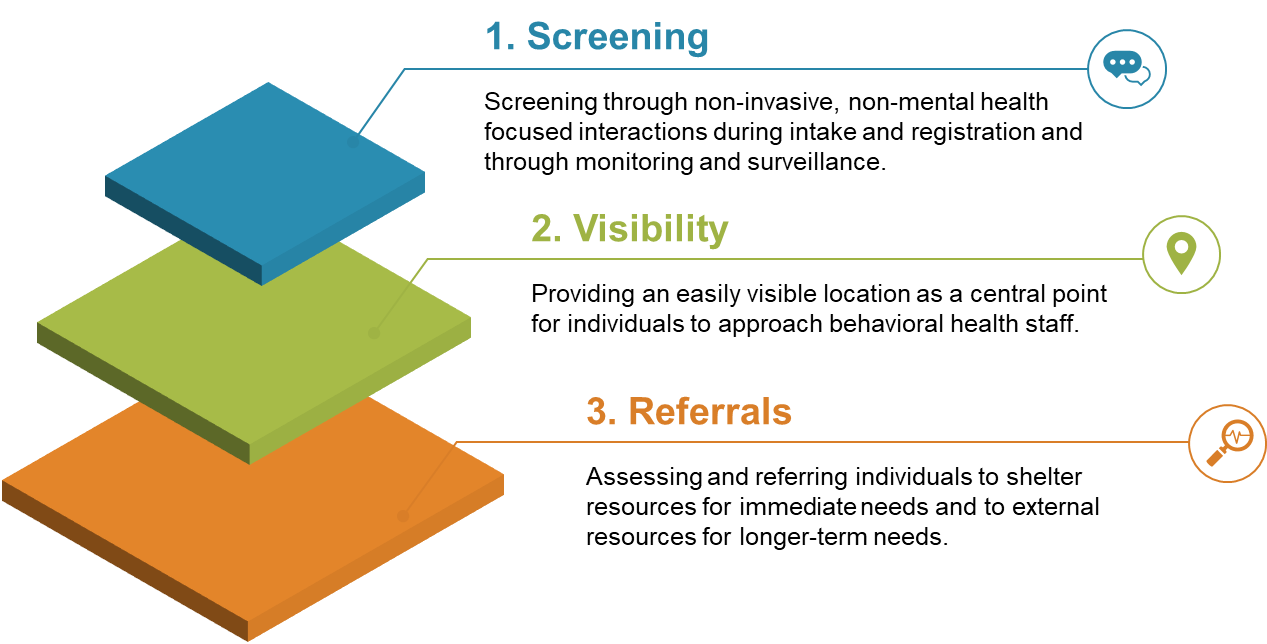 1. Screening
Screening through non-invasive, non-mental health
focused interactions during intake and registration and
through monitoring and surveillance.
2. Visibility
Providing an easily visible location as a central point
for individuals to approach behavioral health staff.
3. Referrals
Assessing and referring individuals to shelter
resources for immediate needs and to external
resources for longer-term needs.